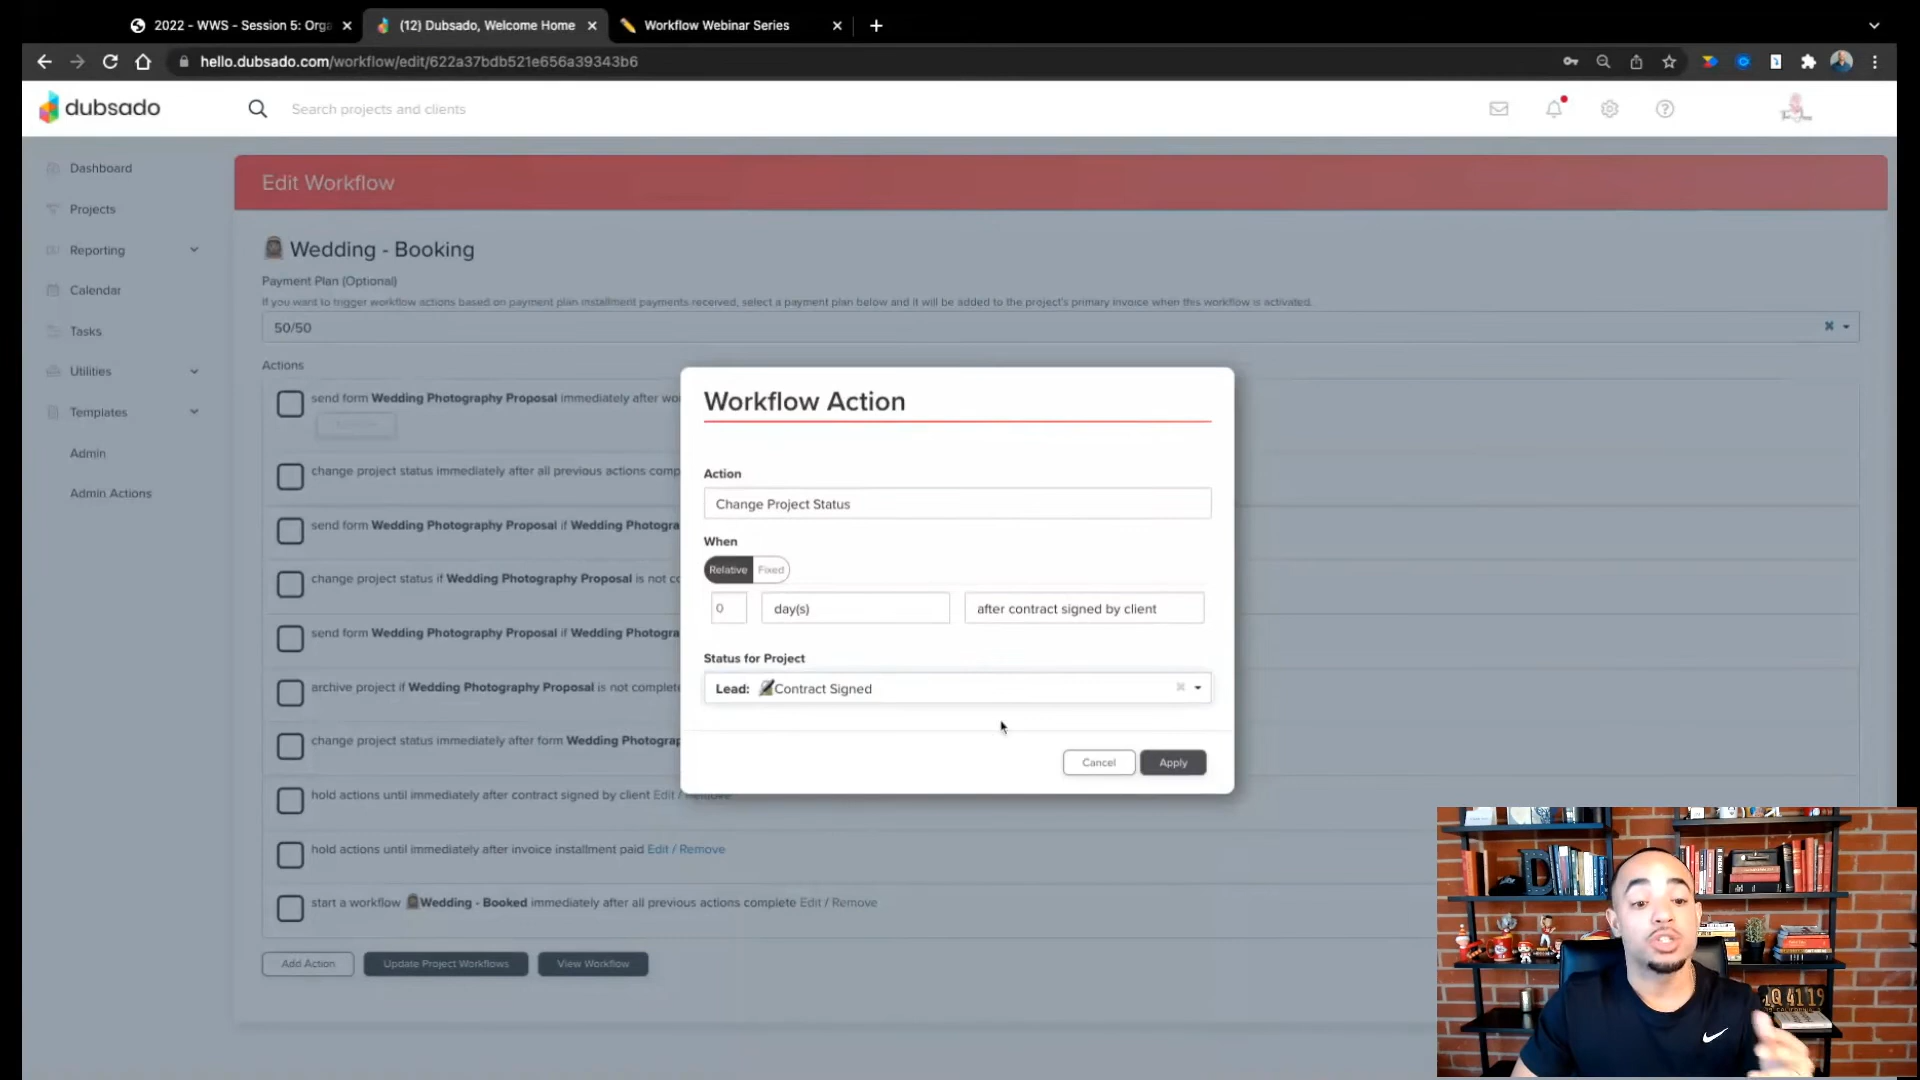 2022 - WWS - Session 5: Orga
(12) Dubsado, Welcome Home
Workflow Webinar Series
hello.dubsado.com/workflow/edit/622a37bdb521e656a39343b6
dubsado
Search projects and clients
Dashboard
Projects
Reporting
Calendar
Tasks
Utilities
Templates
Admin
Admin Actions
Edit Workflow
Wedding - Booking
Payment Plan (Optional)
If you want to trigger workflow actions based on payment plan installment payments received, select a payment plan below and it will be added to the project's primary invoice when this workflow is activated.
50/50
Actions
send form Wedding Photography Proposal immediately after wo
change project status immediately after all previous actions comp
send form Wedding Photography Proposal if Wedding Photogra
change project status if Wedding Photography Proposal is not co
send form Wedding Photography Proposal if Wedding Photogra
archive project if Wedding Photography Proposal is not complete
change project status immediately after form Wedding Photograp
hold actions until immediately after contract signed by client Edit / Remove
hold actions until immediately after invoice installment paid Edit / Remove
start a workflow Wedding - Booked immediately after all previous actions complete Edit / Remove
Add Action
Update Project Workflows
View Workflow
Workflow Action
Action
Change Project Status
When
Relative Fixed
0 day(s) after contract signed by client
Status for Project
Lead: Contract Signed
Cancel
Apply
D
1Q 41 19